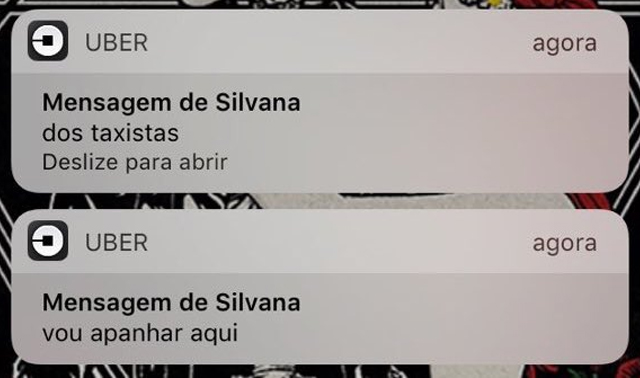 UBER agora
Mensagem de Silvana
dos taxistas
Deslize para abrir
UBER agora
Mensagem de Silvana
vou apanhar aqui